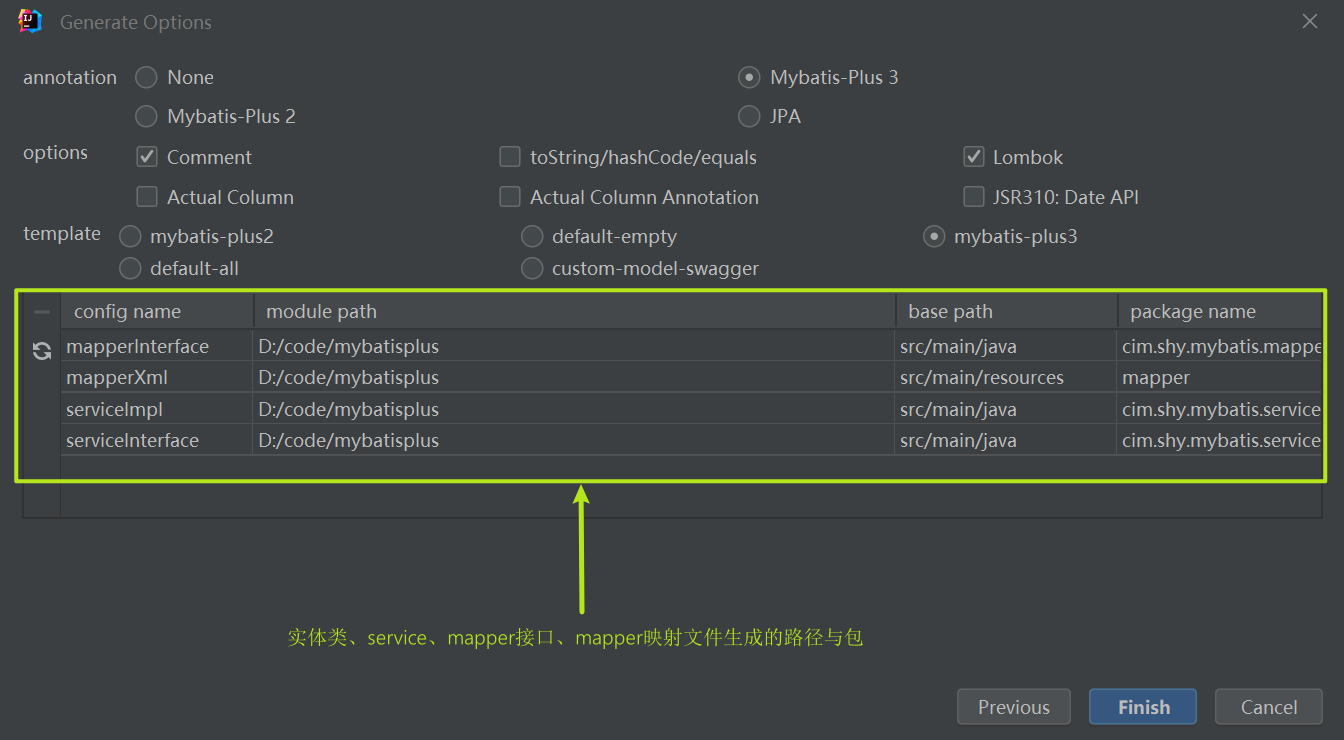 Generate Options
annotation None Mybatis-Plus 3
Mybatis-Plus 2 JPA
options Comment toString/hashCode/equals Lombok
Actual Column Actual Column Annotation JSR310: Date API
template mybatis-plus2 default-empty mybatis-plus3
default-all custom-model-swagger
config name module path base path package name
mapperInterface D:/code/mybatisplus src/main/java cim.shy.mybatis.mappe
mapperXml D:/code/mybatisplus src/main/resources mapper
serviceImpl D:/code/mybatisplus src/main/java cim.shy.mybatis.service
serviceInterface D:/code/mybatisplus src/main/java cim.shy.mybatis.service
实体类、service、mapper接口、mapper映射文件生成的路径与包
Previous Finish Cancel